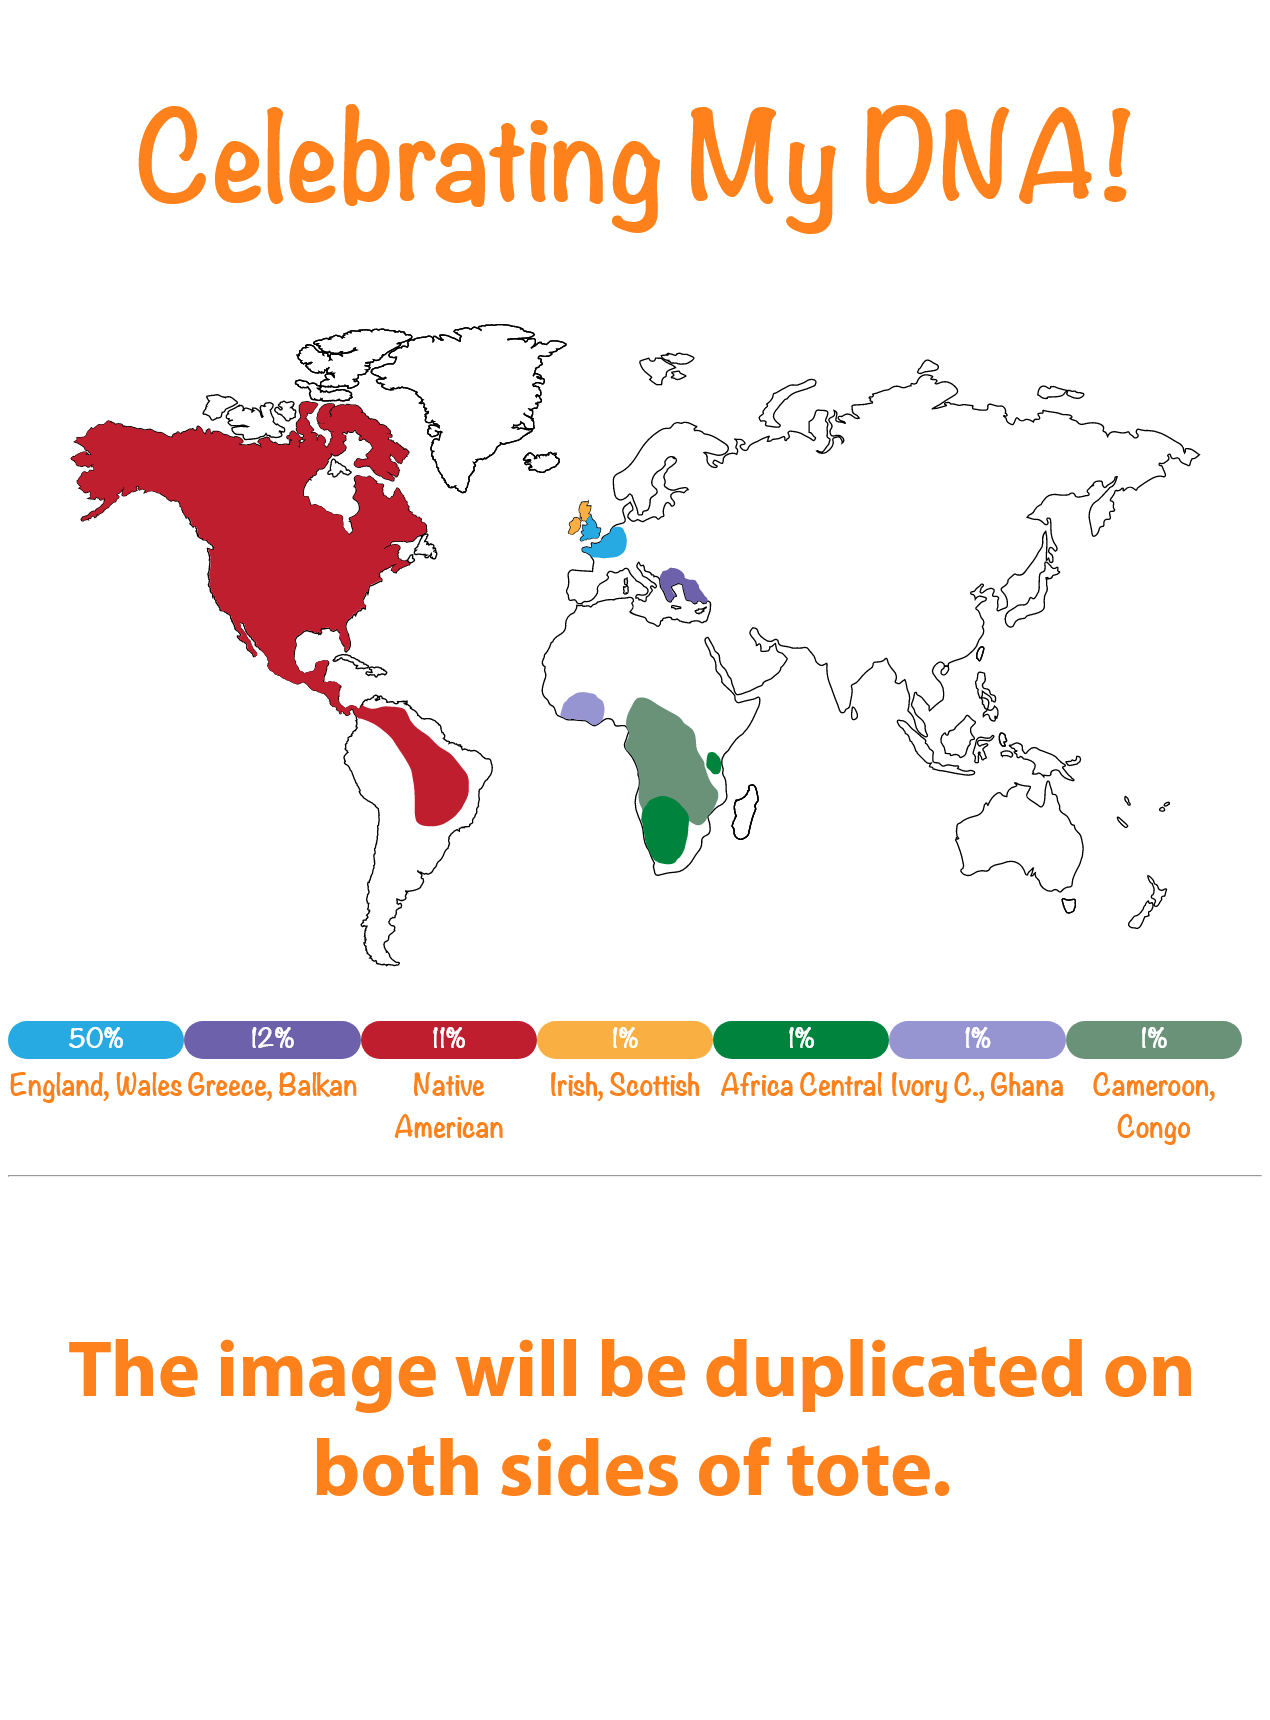 Celebrating My DNA!
50% 12% 11% 1% 1% 1% 1%
England, Wales Greece, Balkan Native Irish, Scottish Africa Central Ivory C., Ghana Cameroon,
American Congo
The image will be duplicated on
both sides of tote.